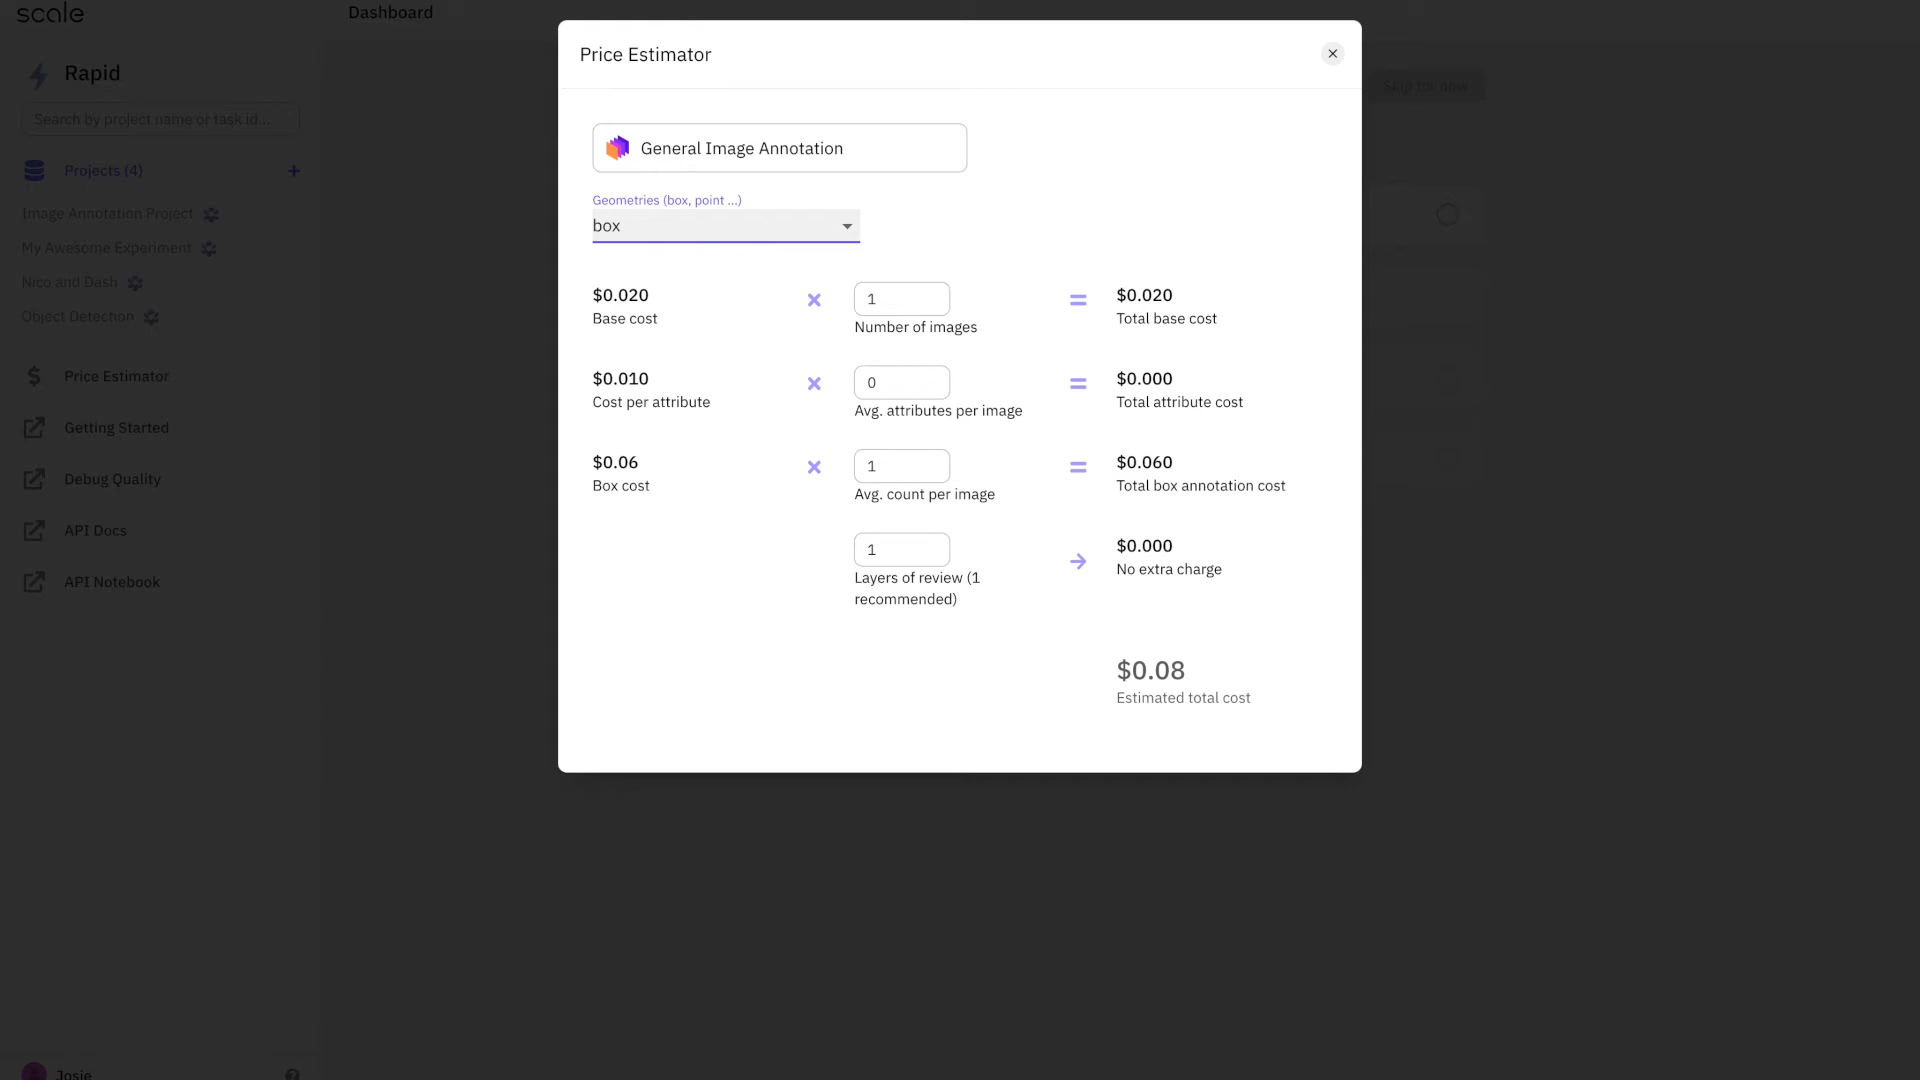 scale
Dashboard
Rapid
Search by project name or task id...
Projects (4)
Image Annotation Project
My Awesome Experiment
Nico and Dash
Object Detection
Price Estimator
Getting Started
Debug Quality
API Docs
API Notebook
Josie
Skip for now
Price Estimator
General Image Annotation
Geometries (box, point ...)
box
$0.020
Base cost
1
Number of images
$0.020
Total base cost
$0.010
Cost per attribute
0
Avg. attributes per image
$0.000
Total attribute cost
$0.06
Box cost
1
Avg. count per image
$0.060
Total box annotation cost
1
Layers of review (1
recommended)
$0.000
No extra charge
$0.08
Estimated total cost